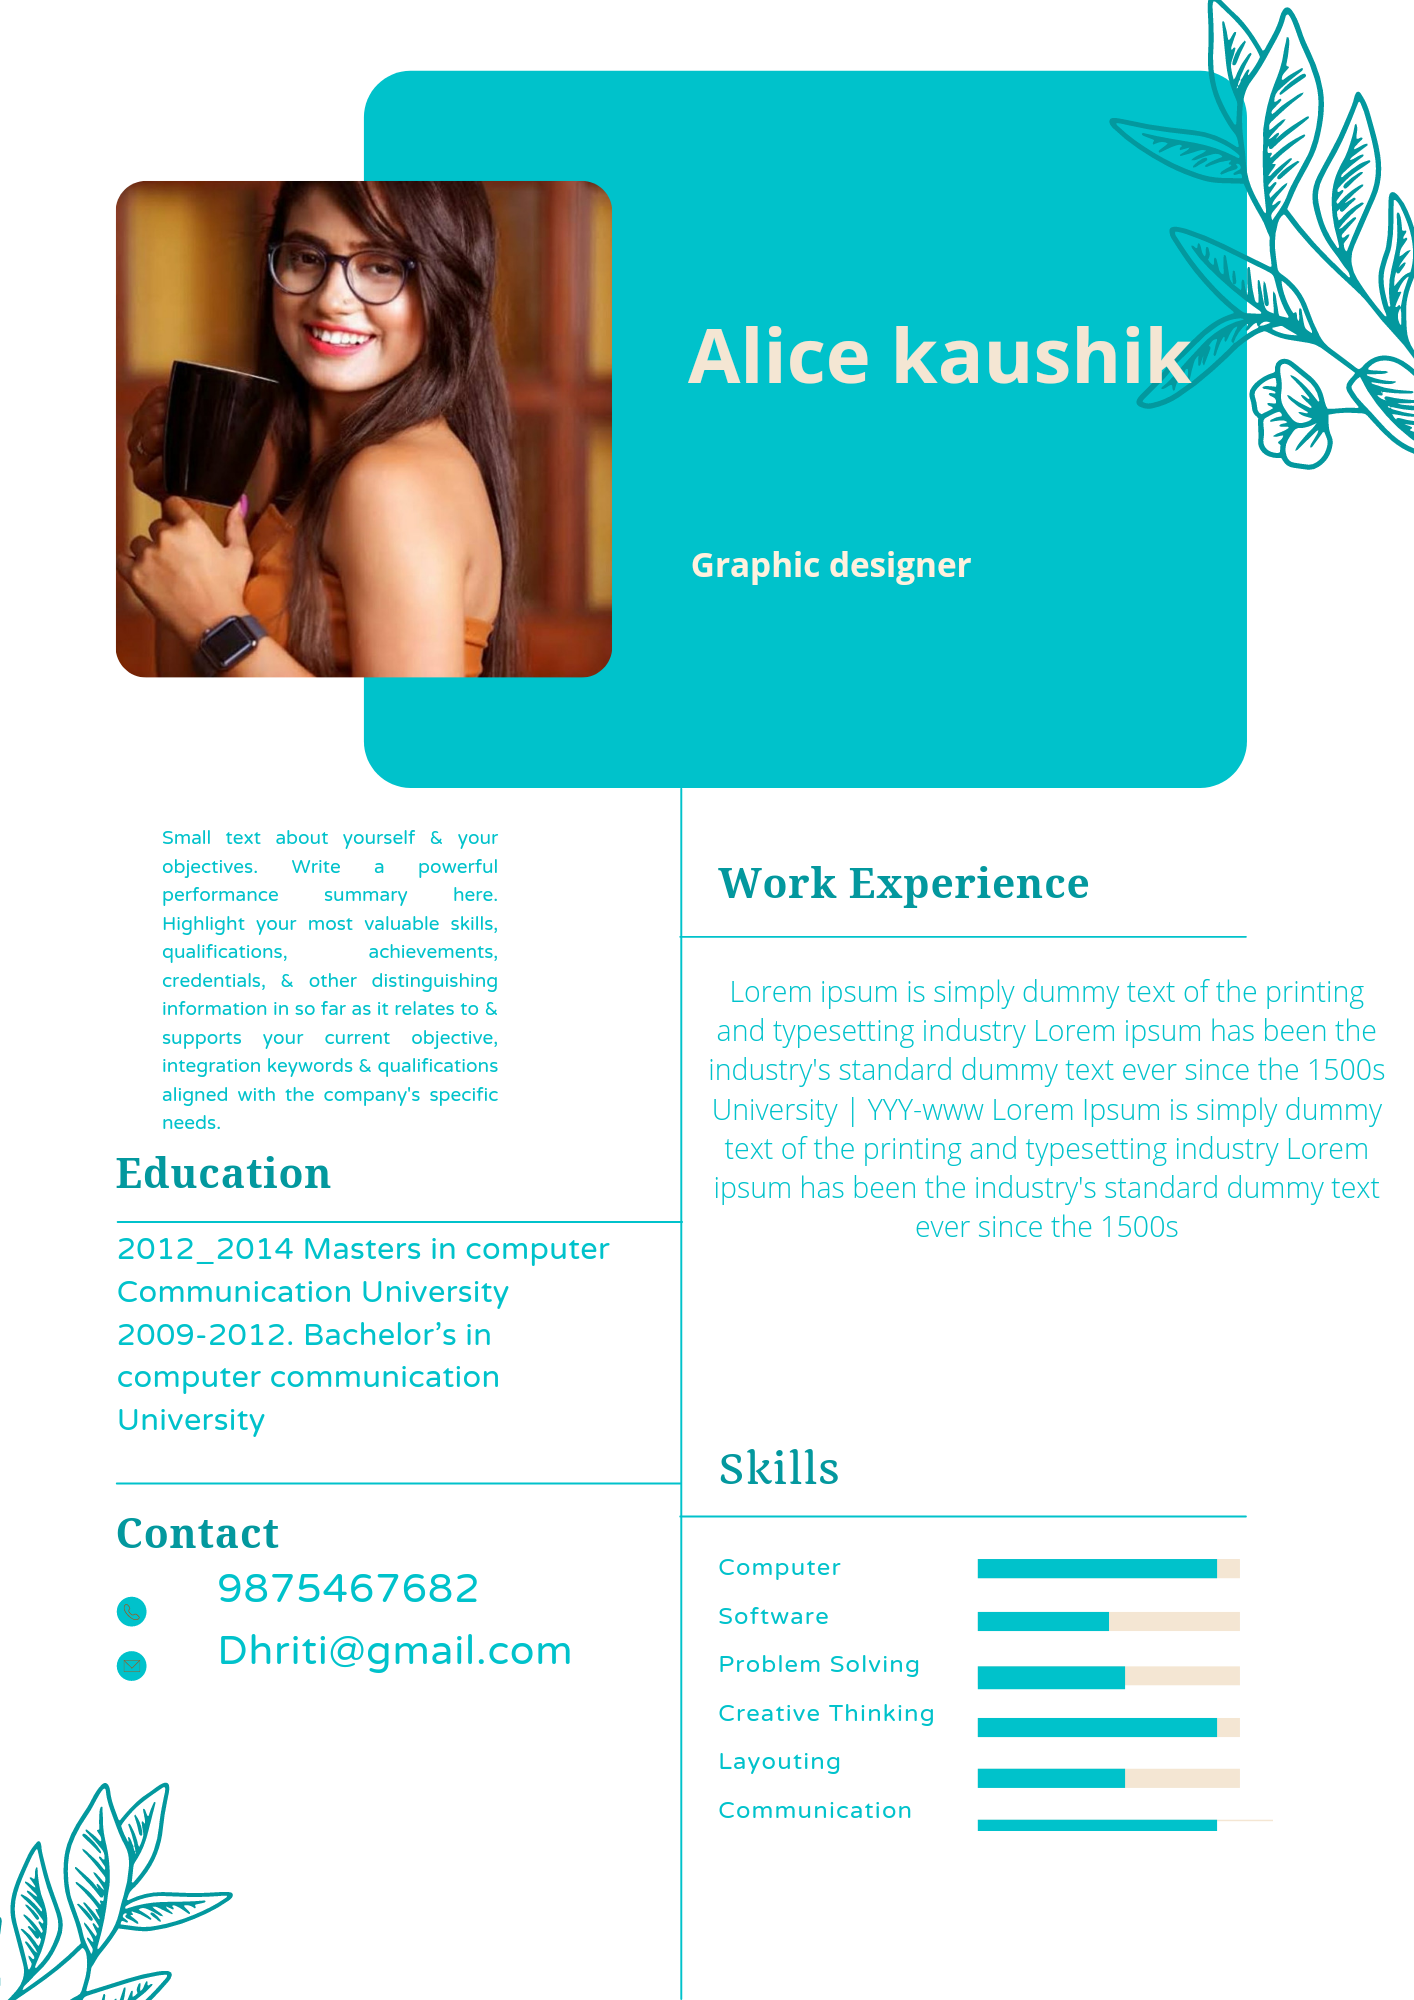 Alice kaushik
Graphic designer
Small text about yourself & your
objectives. Write a powerful
performance summary here.
Highlight your most valuable skills,
qualifications, achievements,
credentials, & other distinguishing
information in so far as it relates to &
supports your current objective,
integration keywords & qualifications
aligned with the company's specific
needs.
Education
2012_2014 Masters in computer
Communication University
2009-2012. Bachelor’s in
computer communication
University
Contact
9875467682
Dhriti@gmail.com
Work Experience
Lorem ipsum is simply dummy text of the printing
and typesetting industry Lorem ipsum has been the
industry's standard dummy text ever since the 1500s
University | YYY-www Lorem Ipsum is simply dummy
text of the printing and typesetting industry Lorem
ipsum has been the industry's standard dummy text
ever since the 1500s
Skills
Computer
Software
Problem Solving
Creative Thinking
Layouting
Communication